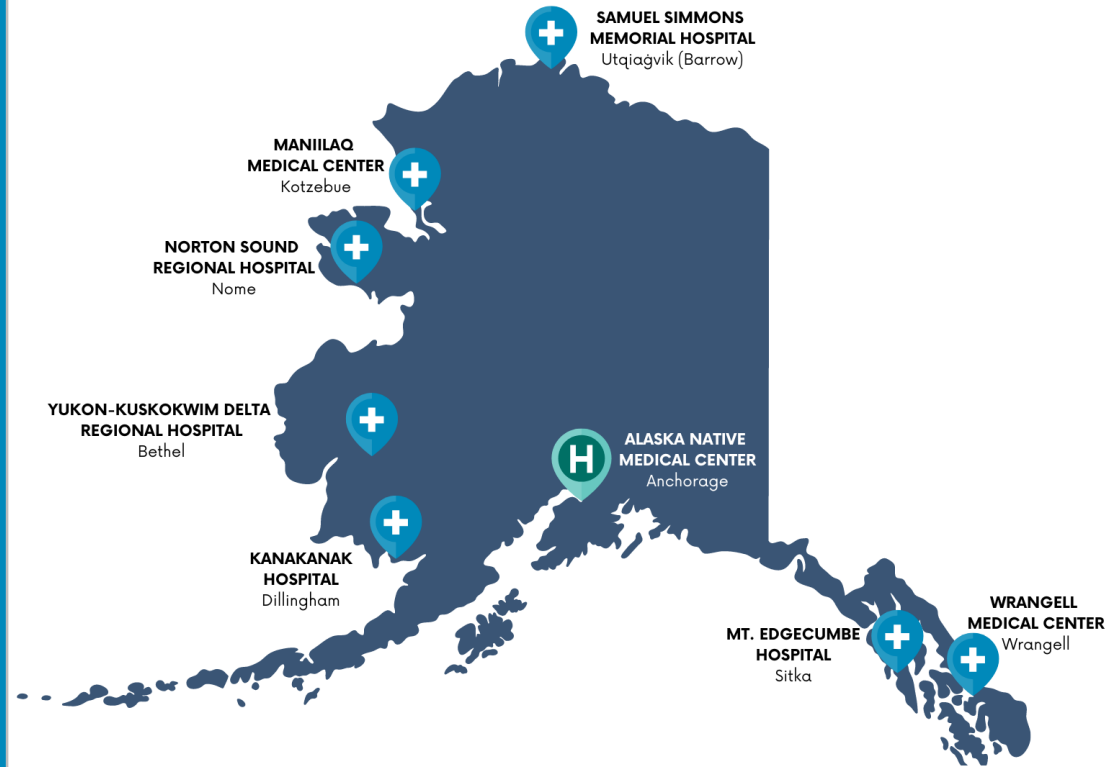 SAMUEL SIMMONS
MEMORIAL HOSPITAL
Utqiaġvik (Barrow)
MANIILAQ
MEDICAL CENTER
Kotzebue
NORTON SOUND
REGIONAL HOSPITAL
Nome
YUKON-KUSKOKWIM DELTA
REGIONAL HOSPITAL
Bethel
H
ALASKA NATIVE
MEDICAL CENTER
Anchorage
KANAKANAK
HOSPITAL
Dillingham
MT. EDGECUMBE
HOSPITAL
Sitka
WRANGELL
MEDICAL CENTER
Wrangell